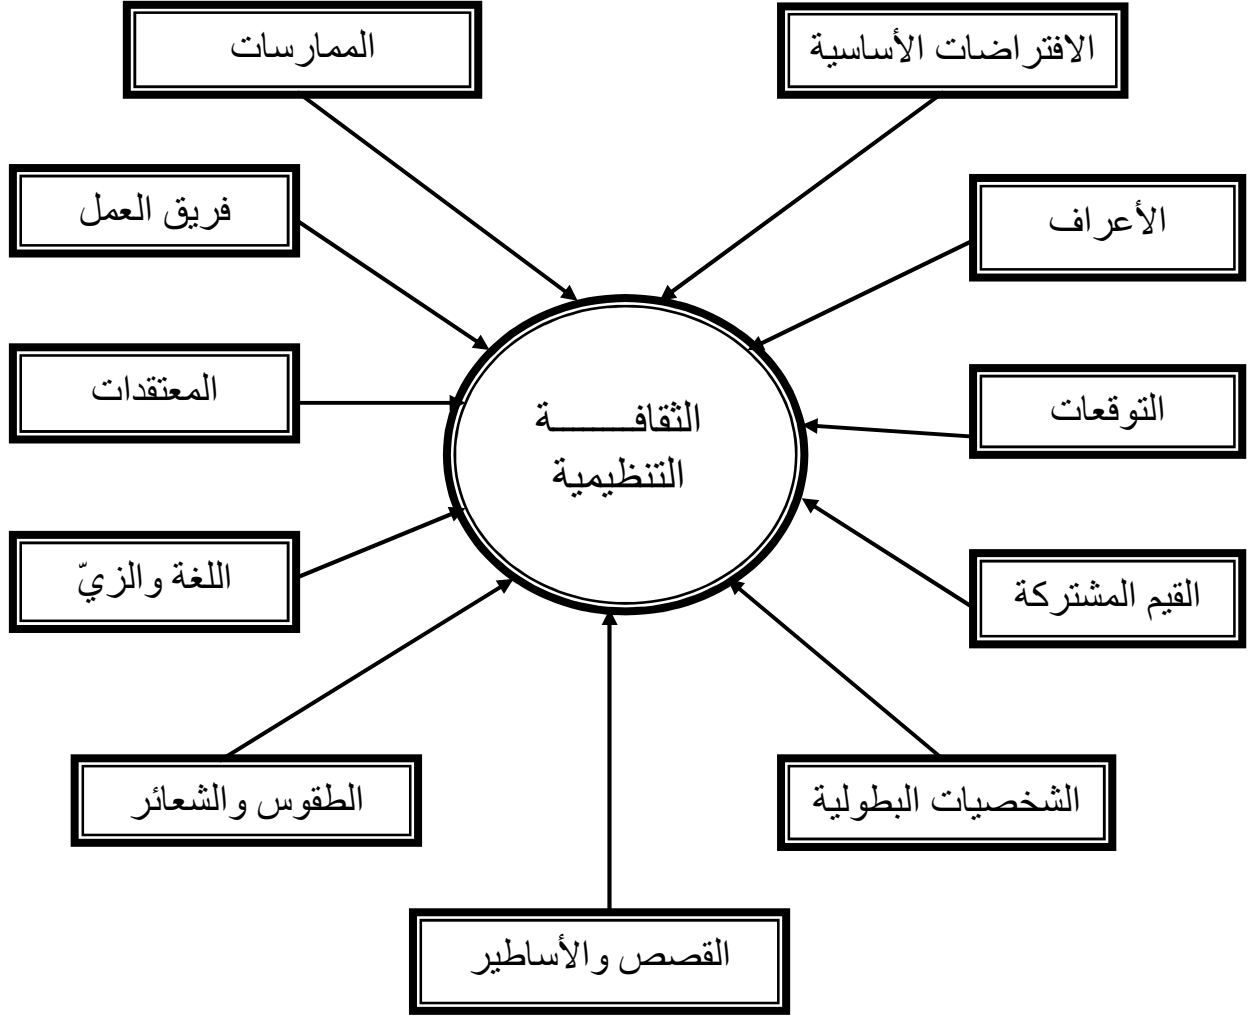 الافتراضات الأساسية
الممارسات
الأعراف
فريق العمل
التوقعات
المعتقدات
الثقافــــــــة
التنظيمية
القيم المشتركة
اللغة والزيّ
الشخصيات البطولية
الطقوس والشعائر
القصص والأساطير